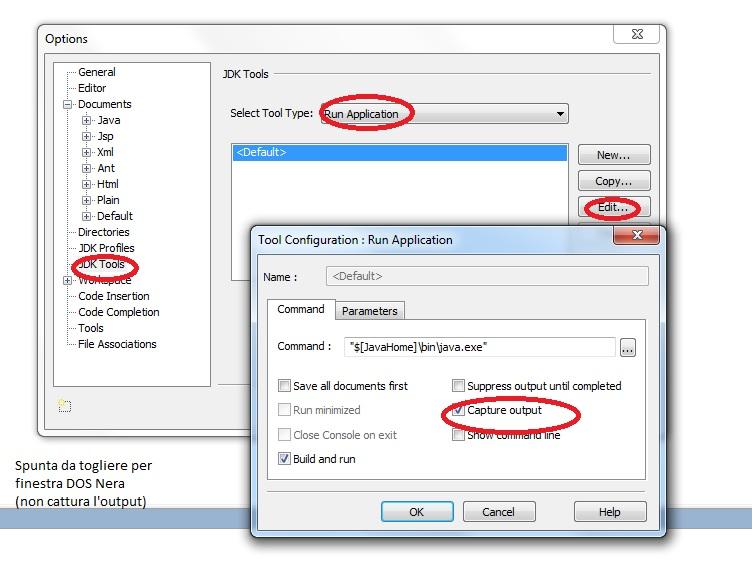 Options
General
Editor
Documents
Java
Jsp
Xml
Ant
Html
Plain
Default
Directories
JDK Profiles
JDK Tools
Workspace
Code Insertion
Code Completion
Tools
File Associations
JDK Tools
Select Tool Type: Run Application
<Default>
New...
Copy...
Edit...
Tool Configuration : Run Application
Name : <Default>
Command Parameters
Command : "$[JavaHome]\bin\java.exe" ...
Save all documents first
Suppress output until completed
Run minimized
Capture output
Close Console on exit
Show command line
Build and run
OK Cancel Help
Spunta da togliere per
finestra DOS Nera
(non cattura l'output)